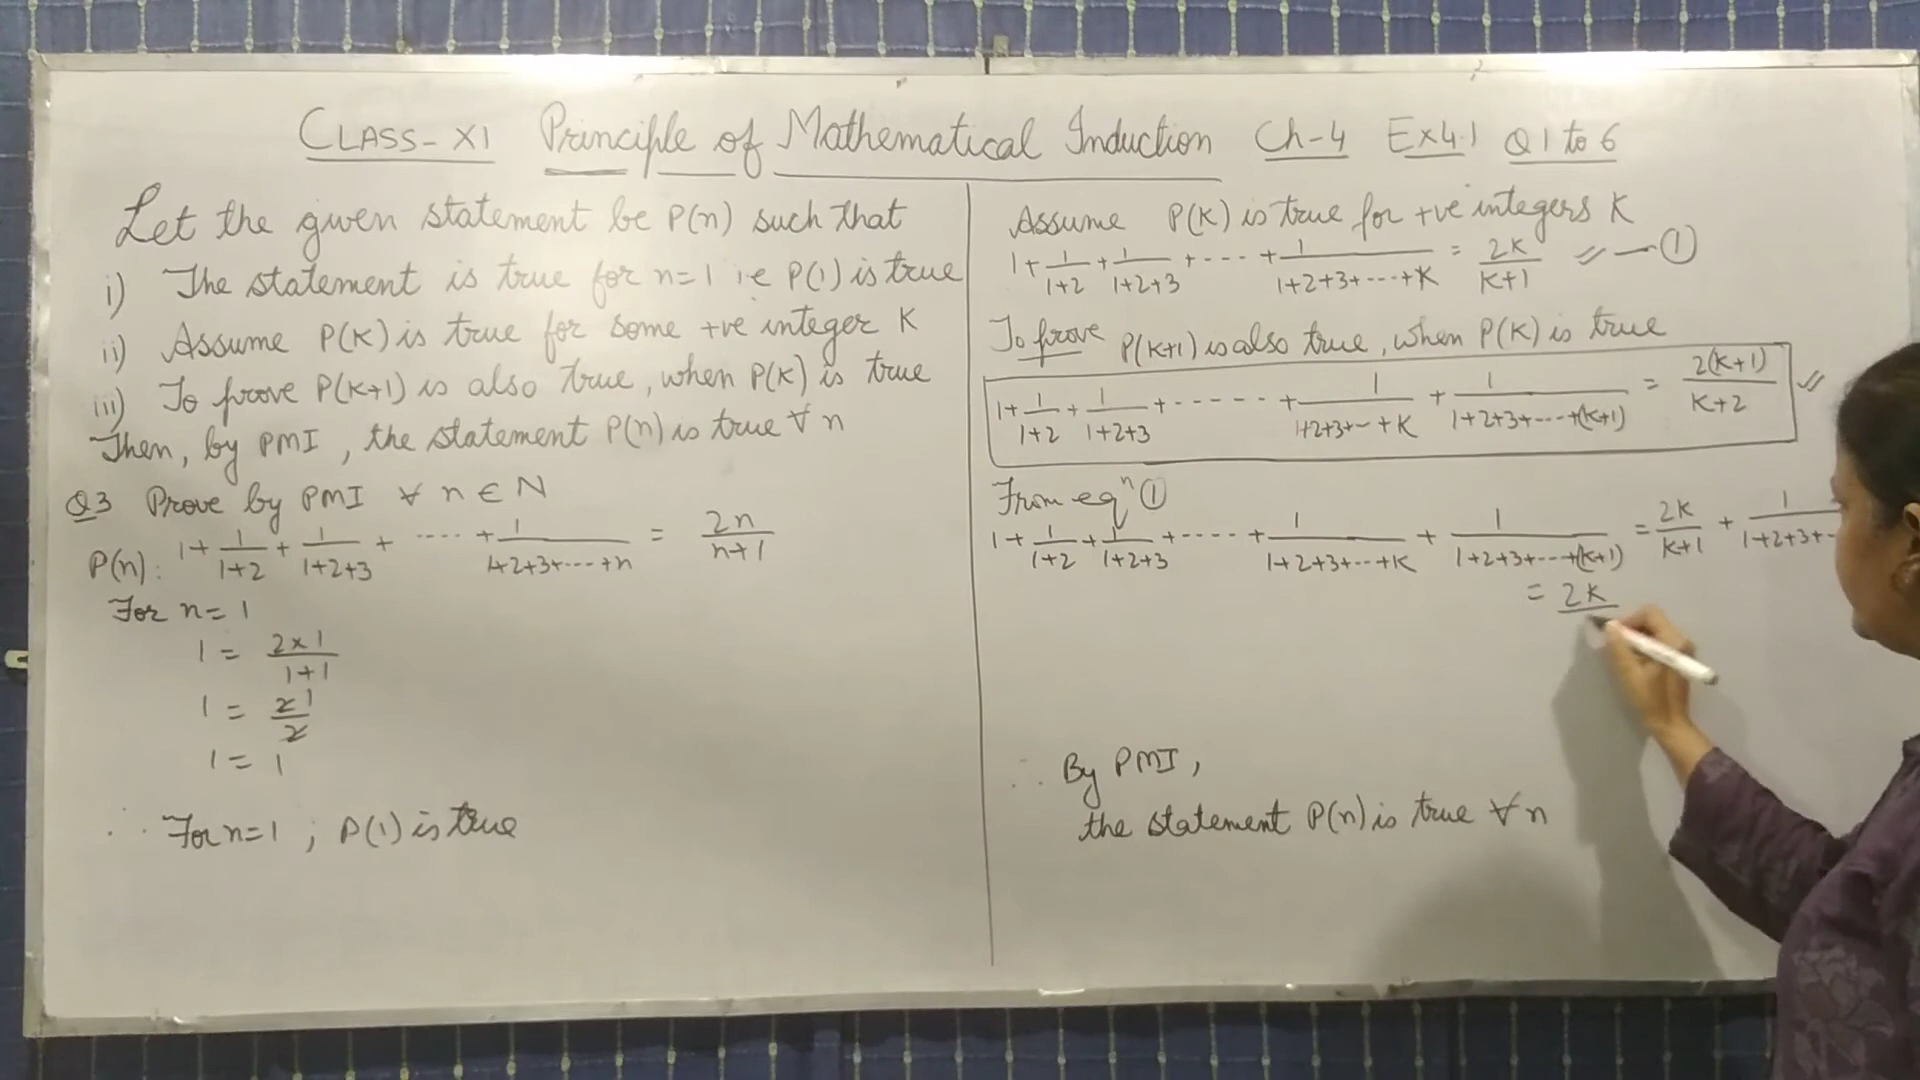 CLASS-XI Principle of Mathematical Induction Ch-4 Ex4.1 Q1 to 6
Let the given statement be P(n) such that
i) The statement is true for n=1 i.e P(1) is true
ii) Assume P(K) is true for some +ve integer K
iii) To prove P(K+1) is also true, when P(K) is true
Then, by PMI, the statement P(n) is true ∀ n
Q3 Prove by PMI ∀ n ∈ N
P(n): 1+1/(1+2)+1/(1+2+3)+ .... +1/(1+2+3+....+n) = 2n/(n+1)
For n=1
1 = (2×1)/(1+1)
1 = 2/2 1
1 = 1
∴ For n=1 ; P(1) is true
Assume P(K) is true for +ve integers K
1+1/(1+2)+1/(1+2+3)+....+1/(1+2+3+....+K) = 2K/(K+1) // — ①
To prove P(K+1) is also true, when P(K) is true
1+1/(1+2)+1/(1+2+3)+......+1/(1+2+3+..+K)+1/(1+2+3+....+(K+1)) = 2(K+1)/(K+2) //
From eqⁿ ①
1+1/(1+2)+1/(1+2+3)+.....+1/(1+2+3+...+K)+1/(1+2+3+....+(K+1)) = 2K/(K+1) + 1/(1+2+3+-
= 2K
∴ By PMI,
the statement P(n) is true ∀ n